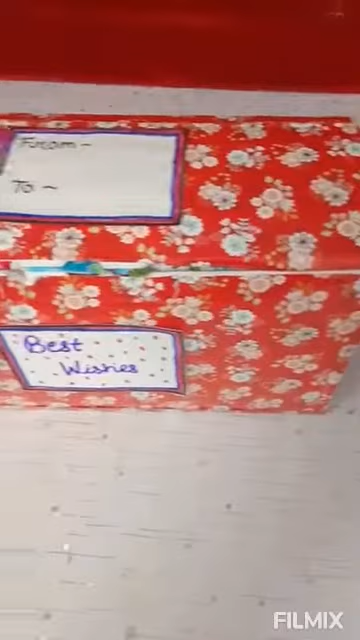 From -
To ~
Best
Wishes
FILMIX